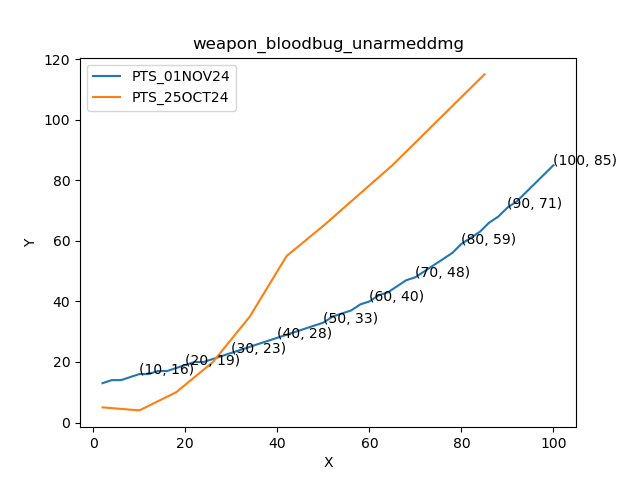 weapon_bloodbug_unarmeddmg
PTS_01NOV24
PTS_25OCT24
120
100
80
60
40
20
0
Y
(100, 85)
(90, 71)
(80, 59)
(70, 48)
(60, 40)
(50, 33)
(40, 28)
(30, 23)
(20, 19)
(10, 16)
0 20 40 60 80 100
X